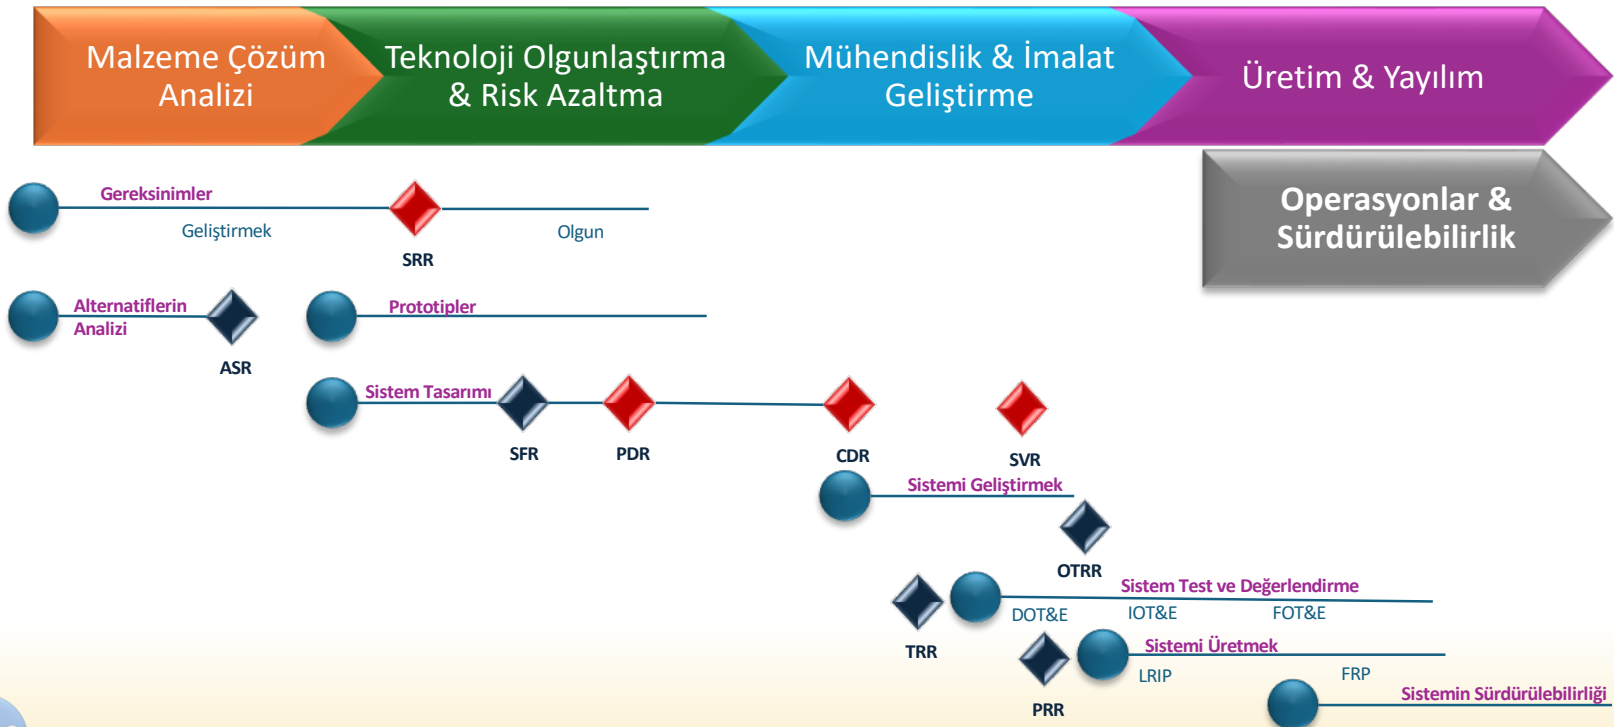 Malzeme Çözüm
Analizi
Teknoloji Olgunlaştırma
& Risk Azaltma
Mühendislik & İmalat
Geliştirme
Üretim & Yayılım
Operasyonlar &
Sürdürülebilirlik
Gereksinimler
Geliştirmek
Olgun
SRR
Alternatiflerin
Analizi
Prototipler
ASR
Sistem Tasarımı
SFR
PDR
CDR
SVR
Sistemi Geliştirmek
OTRR
Sistem Test ve Değerlendirme
DOT&E
IOT&E
FOT&E
TRR
Sistemi Üretmek
LRIP
FRP
PRR
Sistemin Sürdürülebilirliği